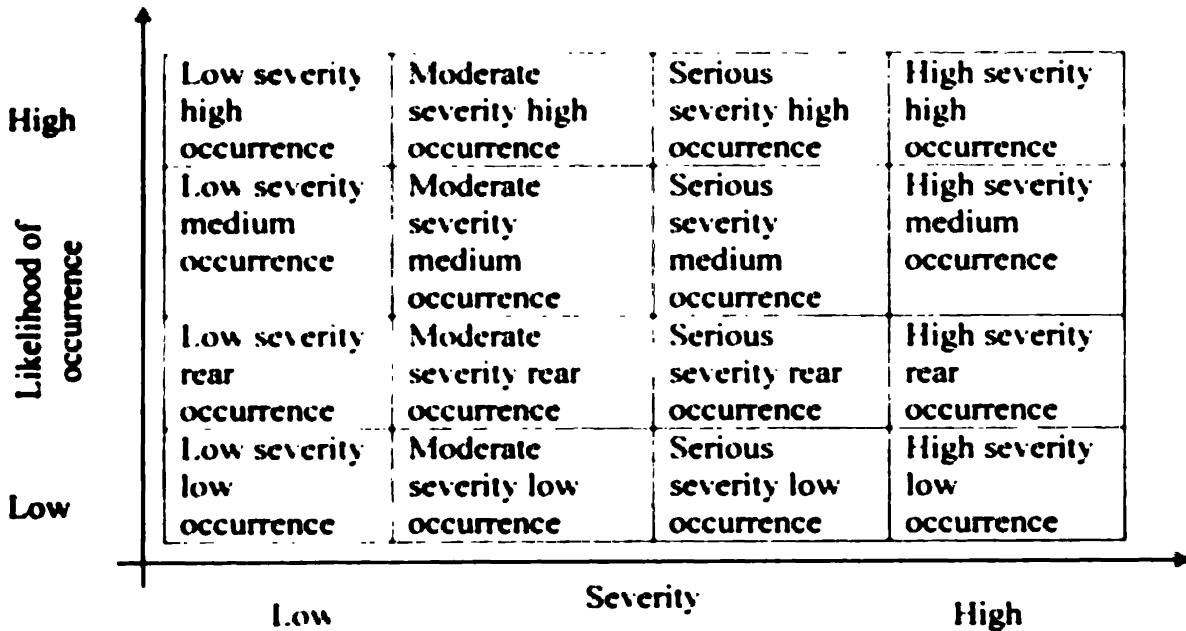 High
Low severity
high
occurrence
Moderate
severity high
occurrence
Serious
severity high
occurrence
High severity
high
occurrence
Likelihood of
occurrence
Low severity
medium
occurrence
Moderate
severity
medium
occurrence
Serious
severity
medium
occurrence
High severity
medium
occurrence
Low severity
rear
occurrence
Moderate
severity rear
occurrence
Serious
severity rear
occurrence
High severity
rear
occurrence
Low
Low severity
low
occurrence
Moderate
severity low
occurrence
Serious
severity low
occurrence
High severity
low
occurrence
Low
Severity
High